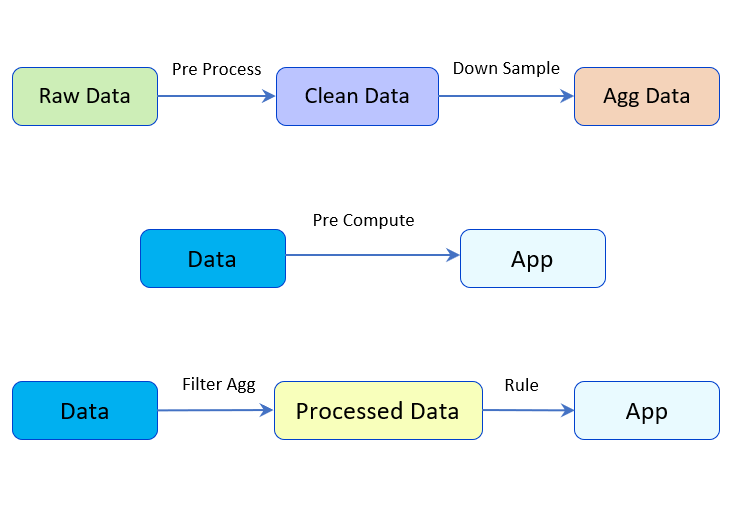 Pre Process
Down Sample
Raw Data
Clean Data
Agg Data
Pre Compute
Data
App
Filter Agg
Rule
Data
Processed Data
App